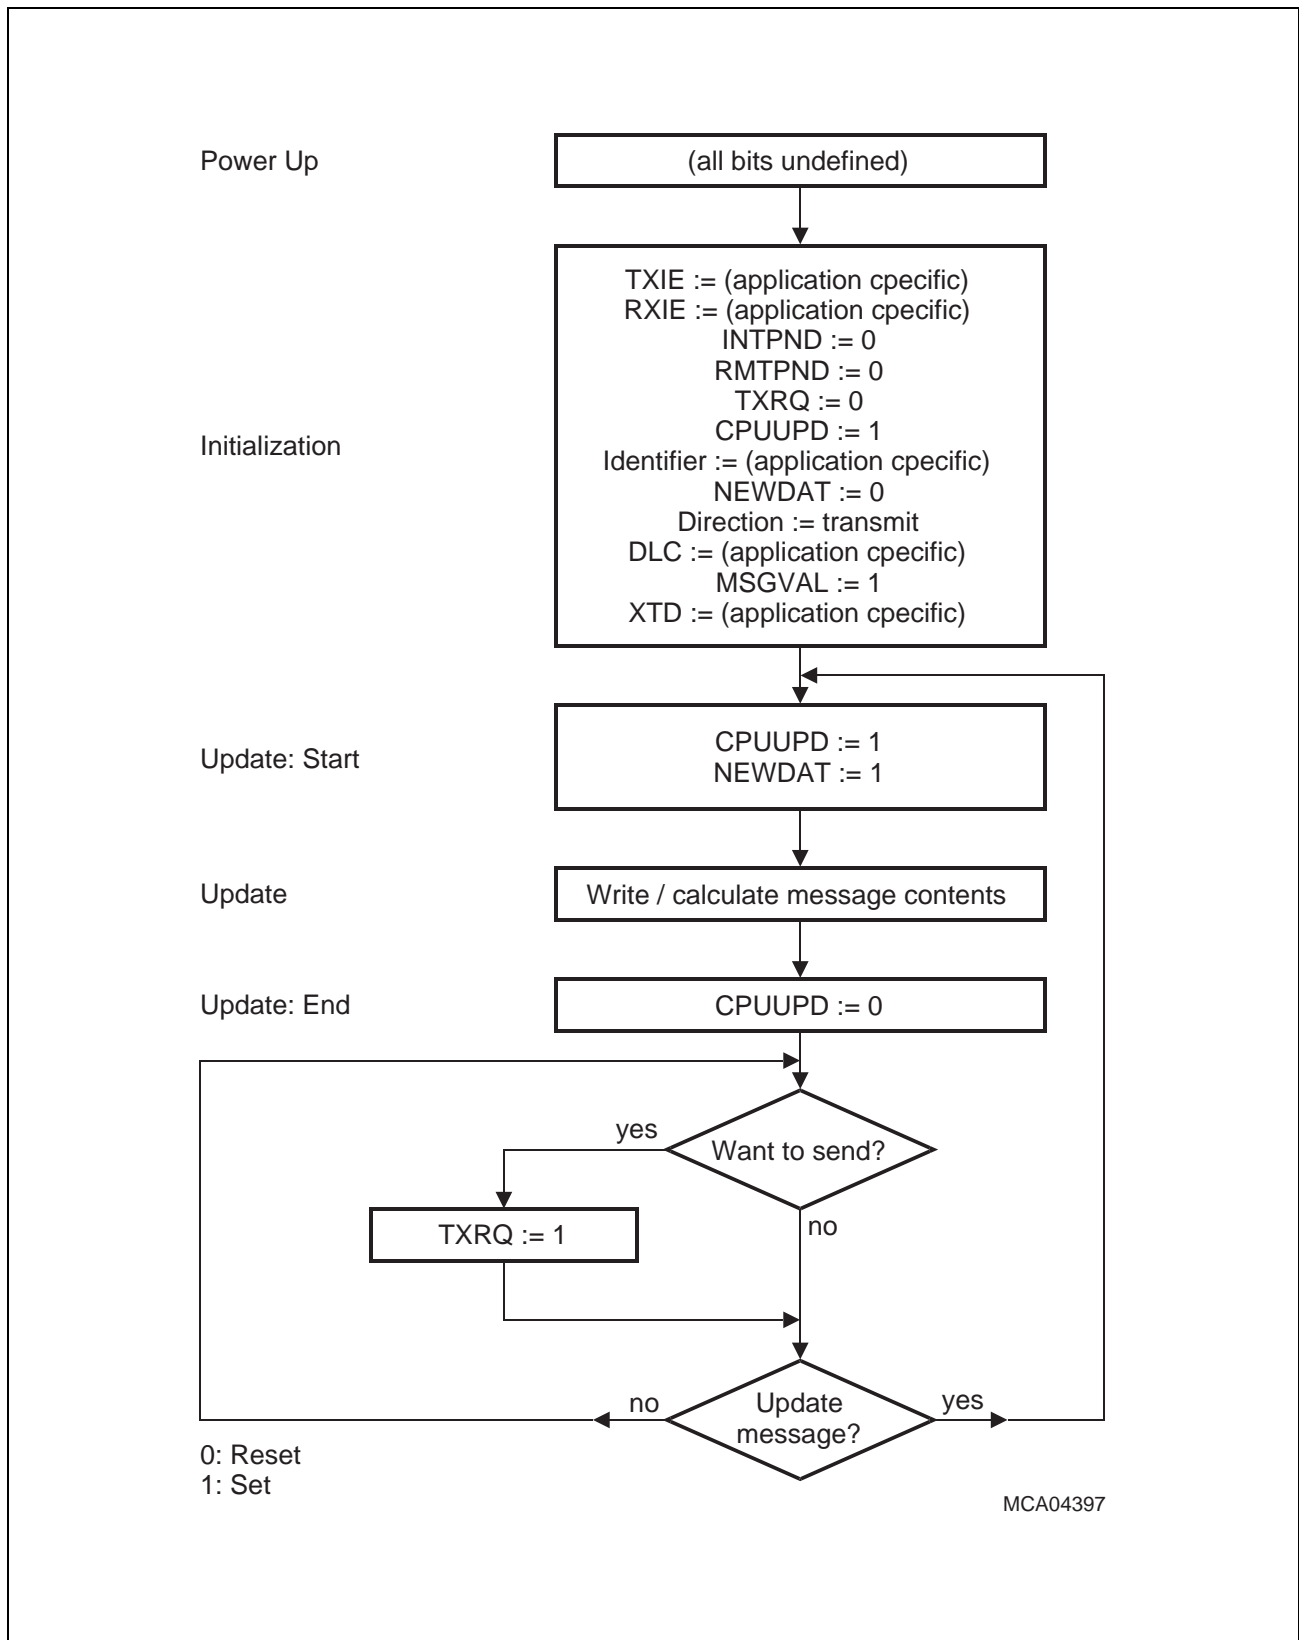 Power Up
(all bits undefined)
Initialization
TXIE := (application cpecific)
RXIE := (application cpecific)
INTPND := 0
RMTPND := 0
TXRQ := 0
CPUUPD := 1
Identifier := (application cpecific)
NEWDAT := 0
Direction := transmit
DLC := (application cpecific)
MSGVAL := 1
XTD := (application cpecific)
Update: Start
CPUUPD := 1
NEWDAT := 1
Update
Write / calculate message contents
Update: End
CPUUPD := 0
Want to send?
yes
no
TXRQ := 1
Update
message?
no
yes
0: Reset
1: Set
MCA04397